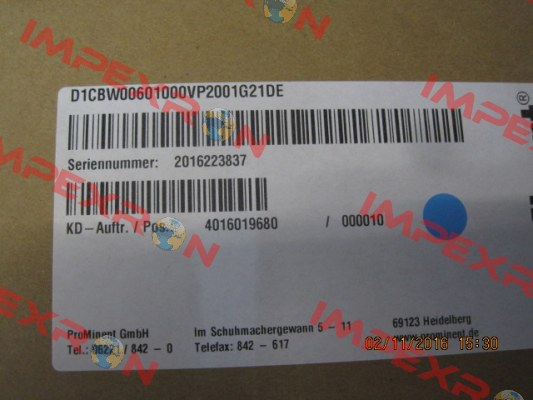 D1CBW00601000VP2001G21DE
Seriennummer: 2016223837
KD-Auftr. / Pos.: 4016019680 / 000010
ProMinent GmbH Im Schuhmachergewann 5 - 11 69123 Heidelberg
Tel.: 06221 / 842 - 0 Telefax: 842 - 617 www.prominent.de
02/11/2016 15:30
IMPEXRON
IMPEXRON
IMPEXRON
IMPEXRON
IMPEXRON